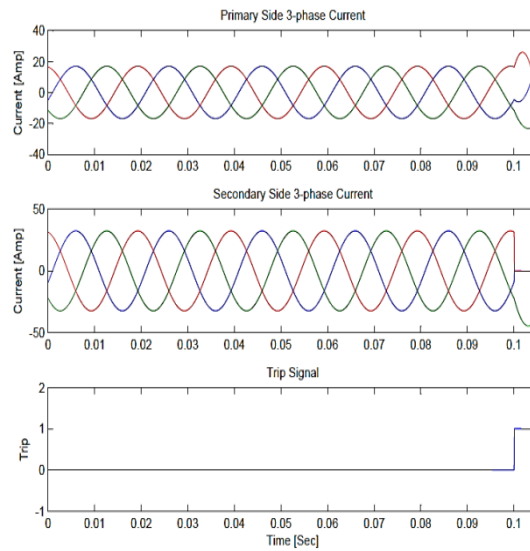 Primary Side 3-phase Current
40
20
0
-20
-40
Current [Amp]
0 0.01 0.02 0.03 0.04 0.05 0.06 0.07 0.08 0.09 0.1
Secondary Side 3-phase Current
50
0
-50
Current [Amp]
0 0.01 0.02 0.03 0.04 0.05 0.06 0.07 0.08 0.09 0.1
Trip Signal
2
1
0
-1
Trip
0 0.01 0.02 0.03 0.04 0.05 0.06 0.07 0.08 0.09 0.1
Time [Sec]